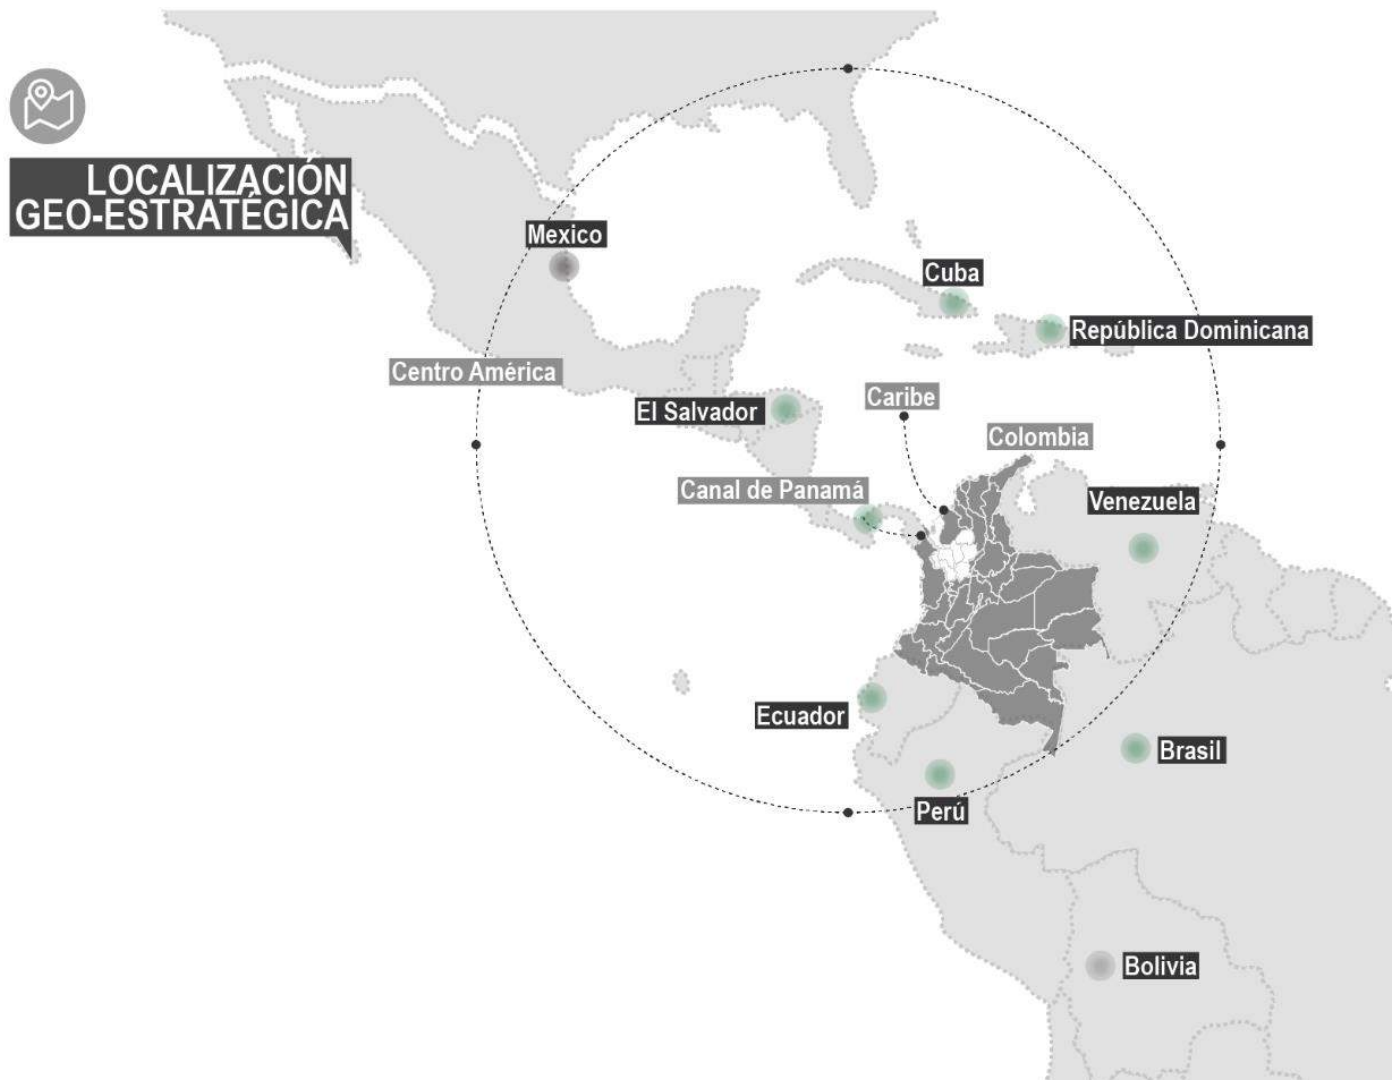 LOCALIZACIÓN
GEO-ESTRATÉGICA
Mexico
Cuba
República Dominicana
Centro América
El Salvador
Caribe
Colombia
Canal de Panamá
Venezuela
Ecuador
Brasil
Perú
Bolivia